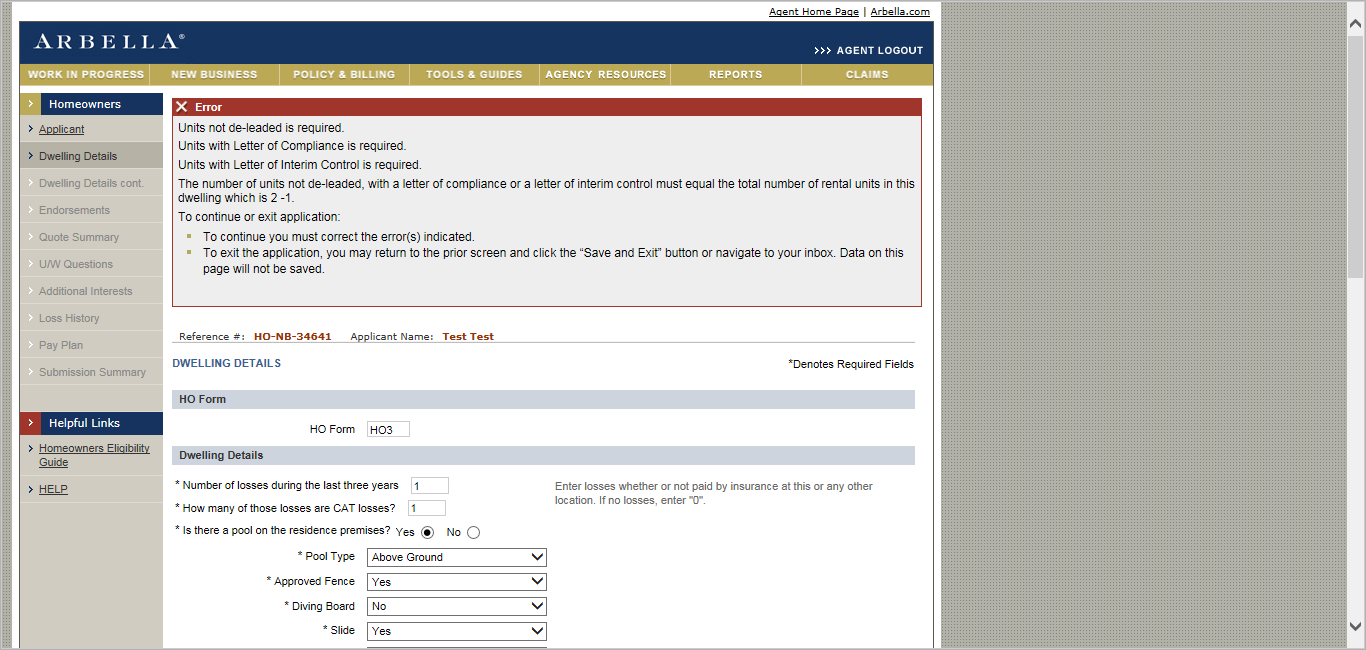 Agent Home Page | Arbella.com
ARBELLA®
>>> AGENT LOGOUT
WORK IN PROGRESS NEW BUSINESS POLICY & BILLING TOOLS & GUIDES AGENCY RESOURCES REPORTS CLAIMS
Homeowners
Applicant
Dwelling Details
Dwelling Details cont.
Endorsements
Quote Summary
U/W Questions
Additional Interests
Loss History
Pay Plan
Submission Summary
Helpful Links
Homeowners Eligibility
Guide
HELP
Error
Units not de-leaded is required.
Units with Letter of Compliance is required.
Units with Letter of Interim Control is required.
The number of units not de-leaded, with a letter of compliance or a letter of interim control must equal the total number of rental units in this
dwelling which is 2 -1.
To continue or exit application:
To continue you must correct the error(s) indicated.
To exit the application, you may return to the prior screen and click the “Save and Exit” button or navigate to your inbox. Data on this
page will not be saved.
Reference #: HO-NB-34641 Applicant Name: Test Test
DWELLING DETAILS
*Denotes Required Fields
HO Form
HO Form HO3
Dwelling Details
* Number of losses during the last three years 1
Enter losses whether or not paid by insurance at this or any other
location. If no losses, enter "0".
* How many of those losses are CAT losses? 1
* Is there a pool on the residence premises? Yes No
* Pool Type Above Ground
* Approved Fence Yes
* Diving Board No
* Slide Yes